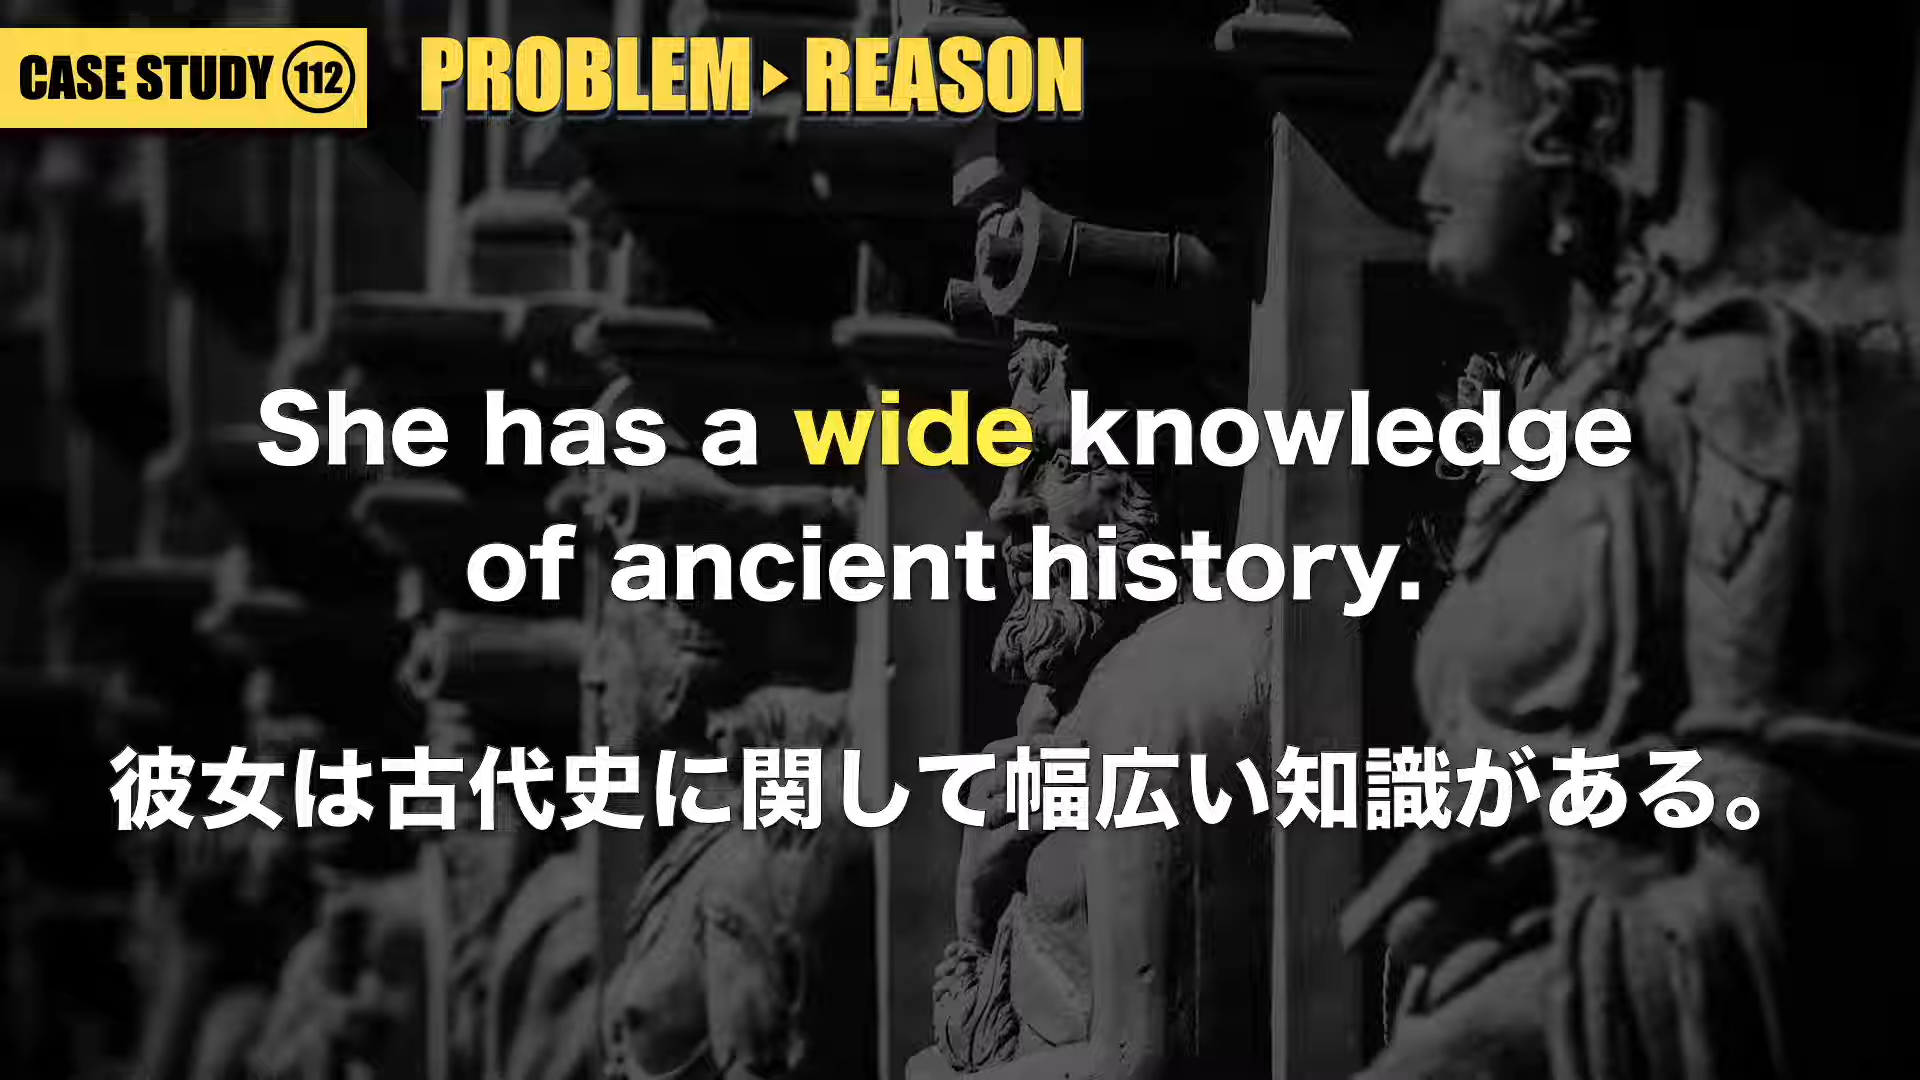 CASE STUDY 112
PROBLEM ▶ REASON
She has a wide knowledge
of ancient history.
彼女は古代史に関して幅広い知識がある。